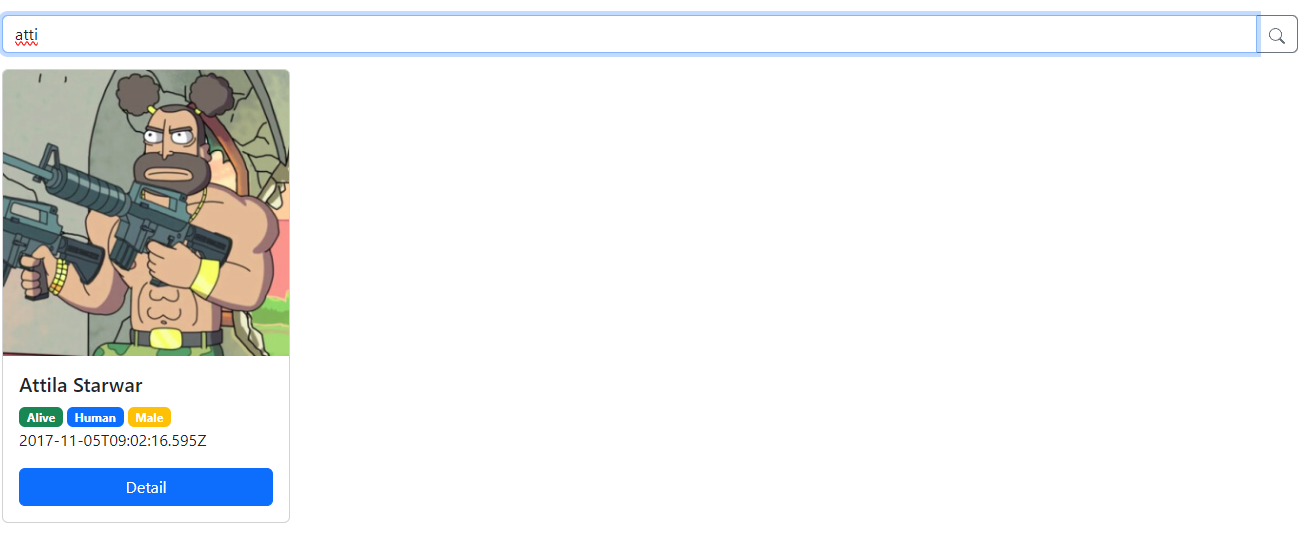 atti
Attila Starwar
Alive Human Male
2017-11-05T09:02:16.595Z
Detail